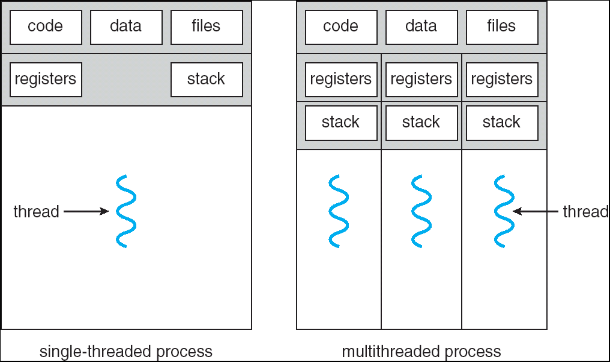 code data files
registers stack
thread
single-threaded process
code data files
registers registers registers
stack stack stack
thread
multithreaded process